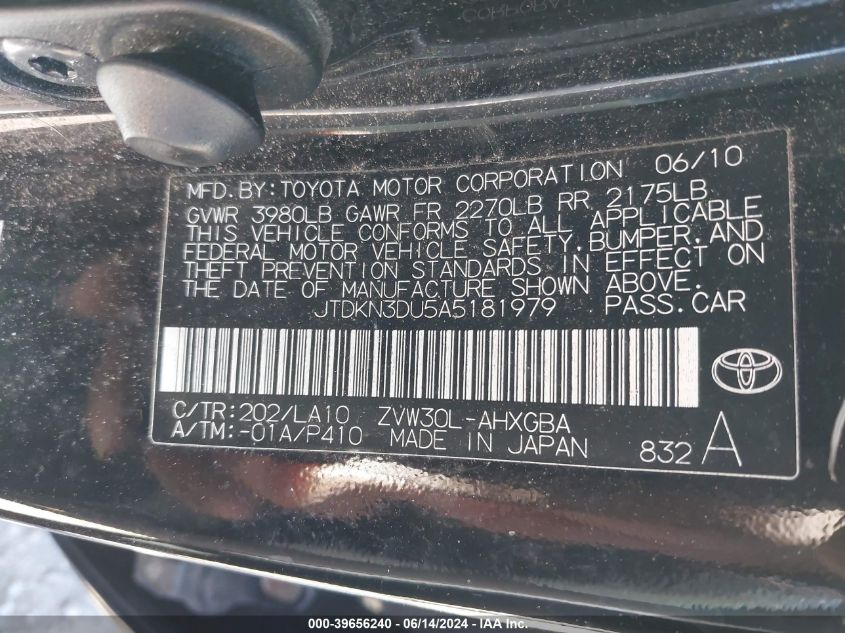 MFD. BY: TOYOTA MOTOR CORPORATION 06/10
GVWR 3980LB GAWR FR 2270LB RR 2175LB
THIS VEHICLE CONFORMS TO ALL APPLICABLE
FEDERAL MOTOR VEHICLE SAFETY, BUMPER, AND
THEFT PREVENTION STANDARDS IN EFFECT ON
THE DATE OF MANUFACTURE SHOWN ABOVE.
JTDKN3DU5A5181979 PASS. CAR
C/TR: 202/LA10 ZVW30L-AHXGBA
A/TM: -01A/P410 MADE IN JAPAN 832 A
000-39656240 - 06/14/2024 - IAA Inc.